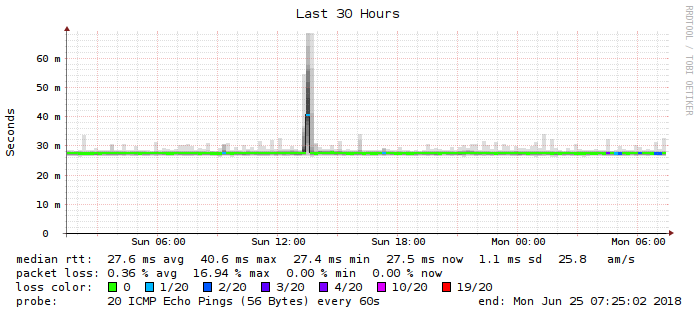 Last 30 Hours
RRDTOOL / TOBI OETIKER
Seconds
60 m
50 m
40 m
30 m
20 m
10 m
0
Sun 06:00 Sun 12:00 Sun 18:00 Mon 00:00 Mon 06:00
median rtt: 27.6 ms avg 40.6 ms max 27.4 ms min 27.5 ms now 1.1 ms sd 25.8 am/s
packet loss: 0.36 % avg 16.94 % max 0.00 % min 0.00 % now
loss color: 0 1/20 2/20 3/20 4/20 10/20 19/20
probe: 20 ICMP Echo Pings (56 Bytes) every 60s end: Mon Jun 25 07:25:02 2018